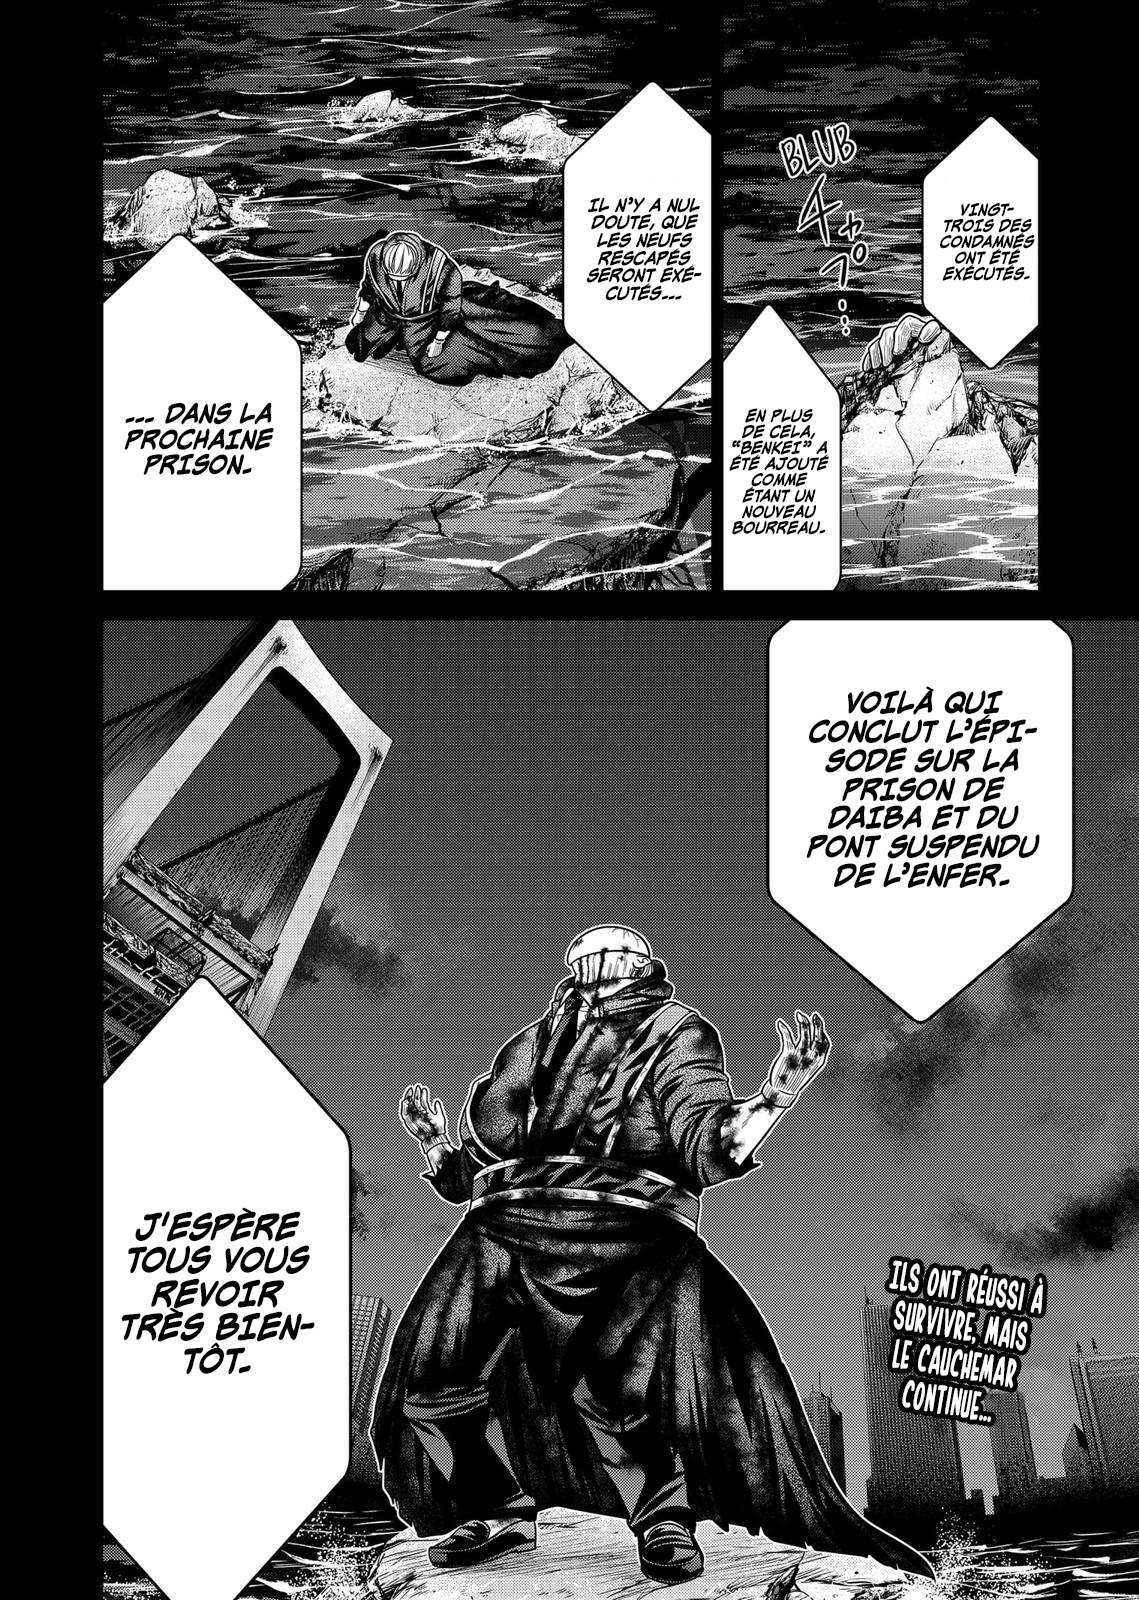 VINGT-
TROIS DES
CONDAMNÉS
ONT ÉTÉ
EXÉCUTÉS.
BLUB
チャプ…
EN PLUS
DE CELA,
"BENKEI" A
ÉTÉ AJOUTÉ
COMME
ÉTANT UN
NOUVEAU
BOURREAU.
IL N'Y A NUL
DOUTE, QUE
LES NEUFS
RESCAPÉS
SERONT EXÉ-
CUTÉS...
... DANS LA
PROCHAINE
PRISON.
VOILÀ QUI
CONCLUT L'ÉPI-
SODE SUR LA
PRISON DE
DAIBA ET DU
PONT SUSPENDU
DE L'ENFER.
J'ESPÈRE
TOUS VOUS
REVOIR
TRÈS BIEN-
TÔT.
ILS ONT RÉUSSI À
SURVIVRE, MAIS
LE CAUCHEMAR
CONTINUE...